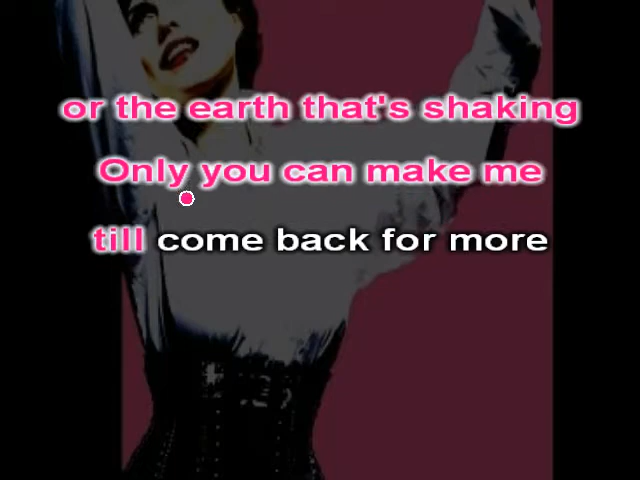 or the earth that's shaking
Only you can make me
till come back for more